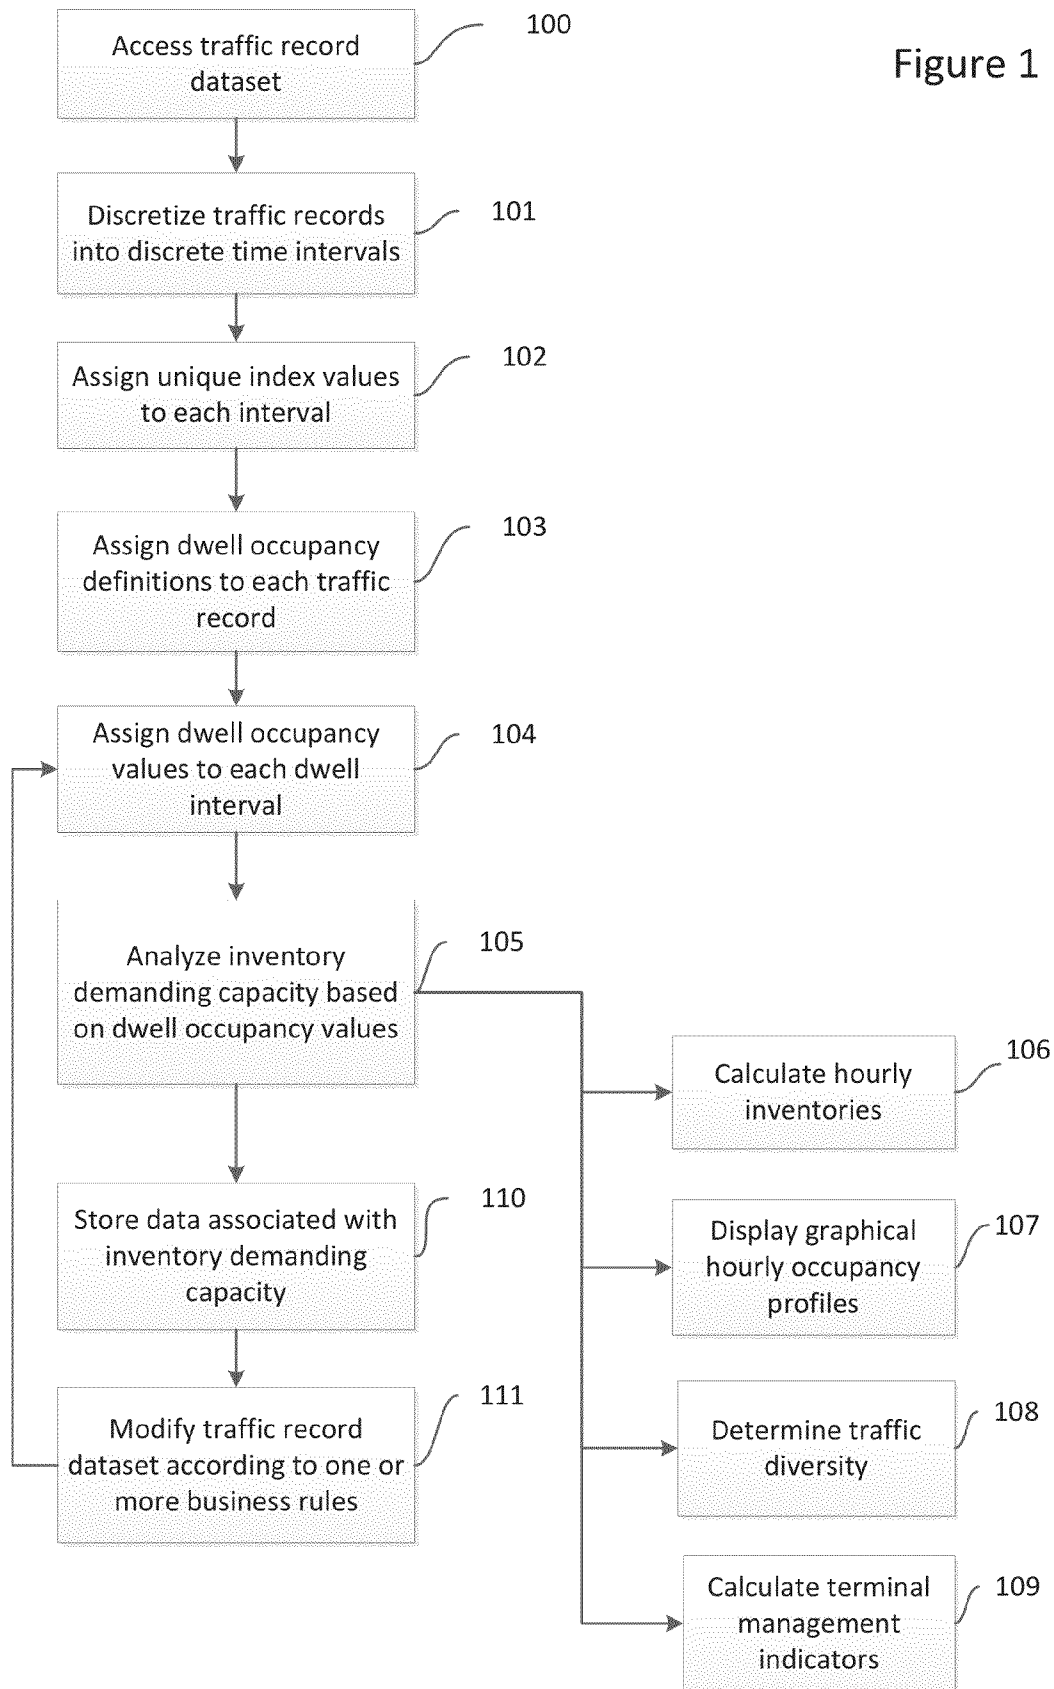 Figure 1
Access traffic record
dataset
100
Discretize traffic records
into discrete time intervals
101
Assign unique index values
to each interval
102
Assign dwell occupancy
definitions to each traffic
record
103
Assign dwell occupancy
values to each dwell
interval
104
Analyze inventory
demanding capacity based
on dwell occupancy values
105
Calculate hourly
inventories
106
Display graphical
hourly occupancy
profiles
107
Determine traffic
diversity
108
Calculate terminal
management
indicators
109
Store data associated with
inventory demanding
capacity
110
Modify traffic record
dataset according to one or
more business rules
111